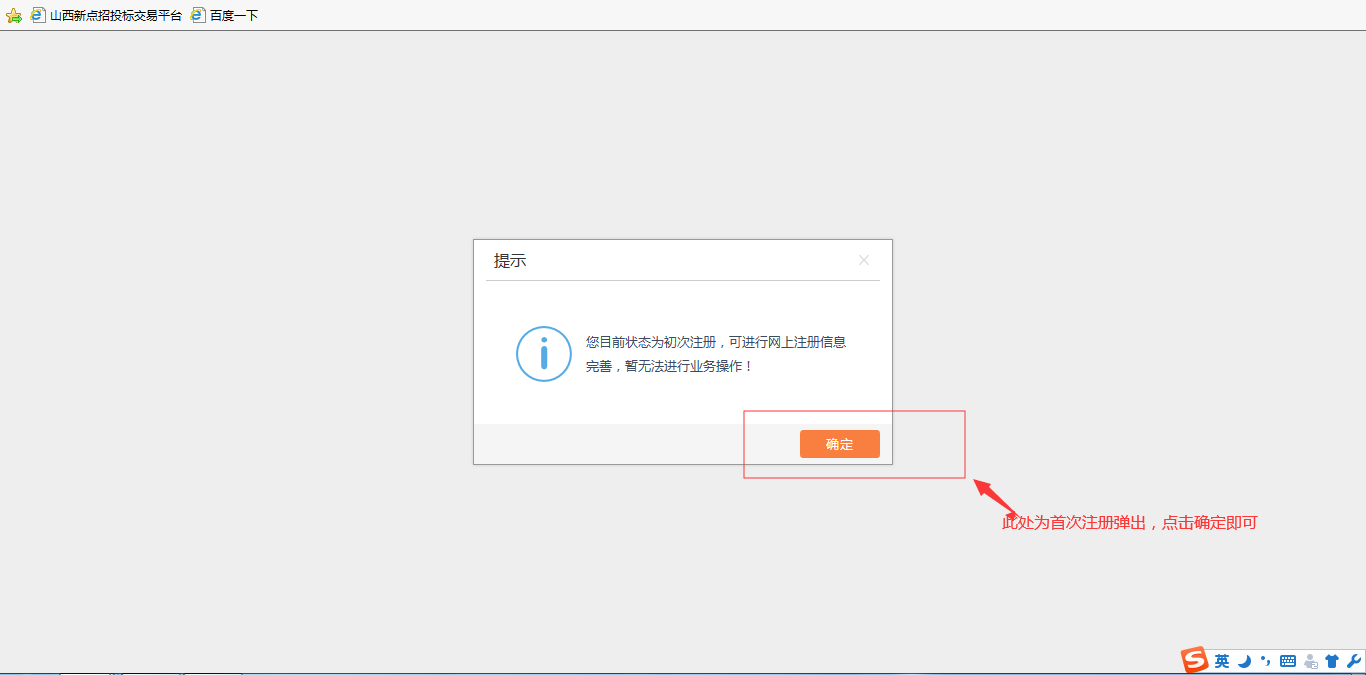 山西新点招投标交易平台 百度一下
提示
您目前状态为初次注册，可进行网上注册信息
完善，暂无法进行业务操作！
确定
此处为首次注册弹出，点击确定即可
S 英